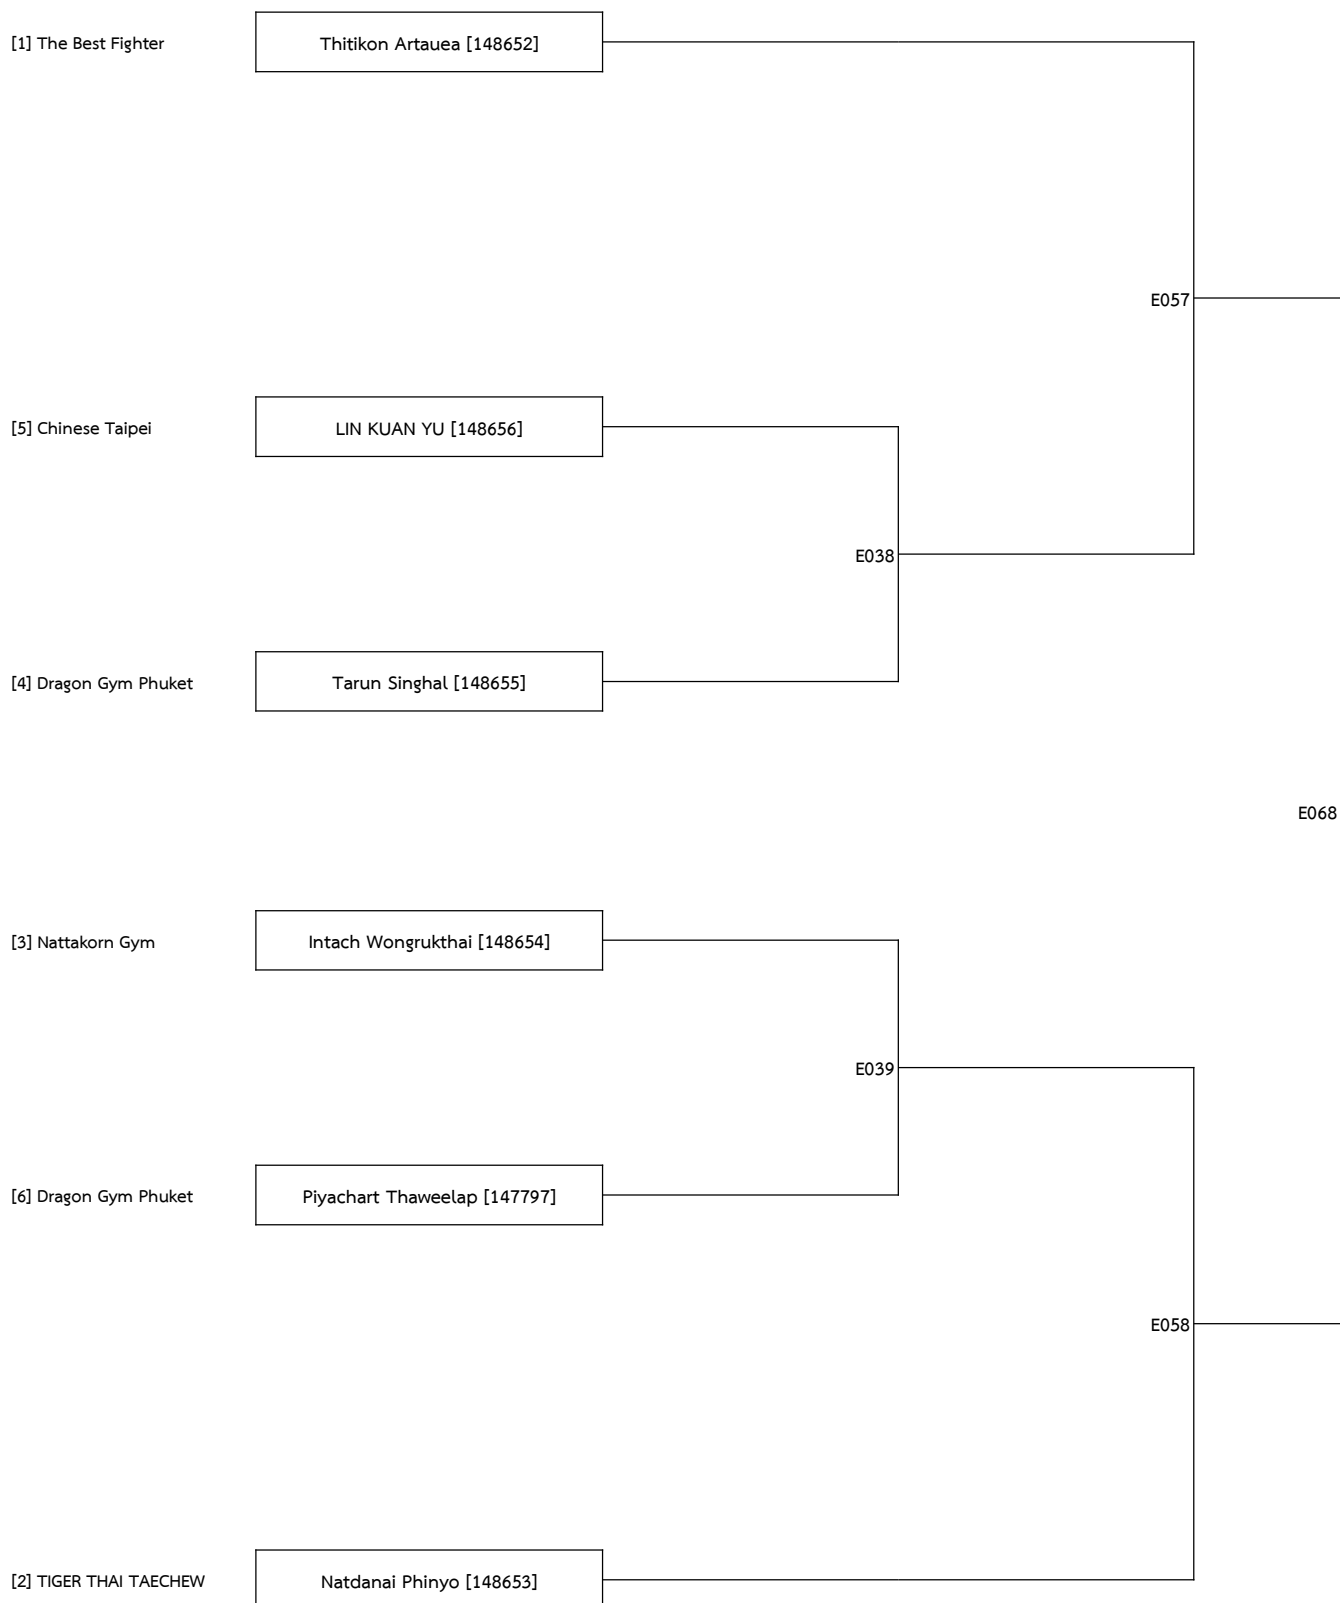 [1] The Best Fighter Thitikon Artauea [148652]
E057
[5] Chinese Taipei LIN KUAN YU [148656]
E038
[4] Dragon Gym Phuket Tarun Singhal [148655]
E068
[3] Nattakorn Gym Intach Wongrukthai [148654]
E039
[6] Dragon Gym Phuket Piyachart Thaweelap [147797]
E058
[2] TIGER THAI TAECHEW Natdanai Phinyo [148653]